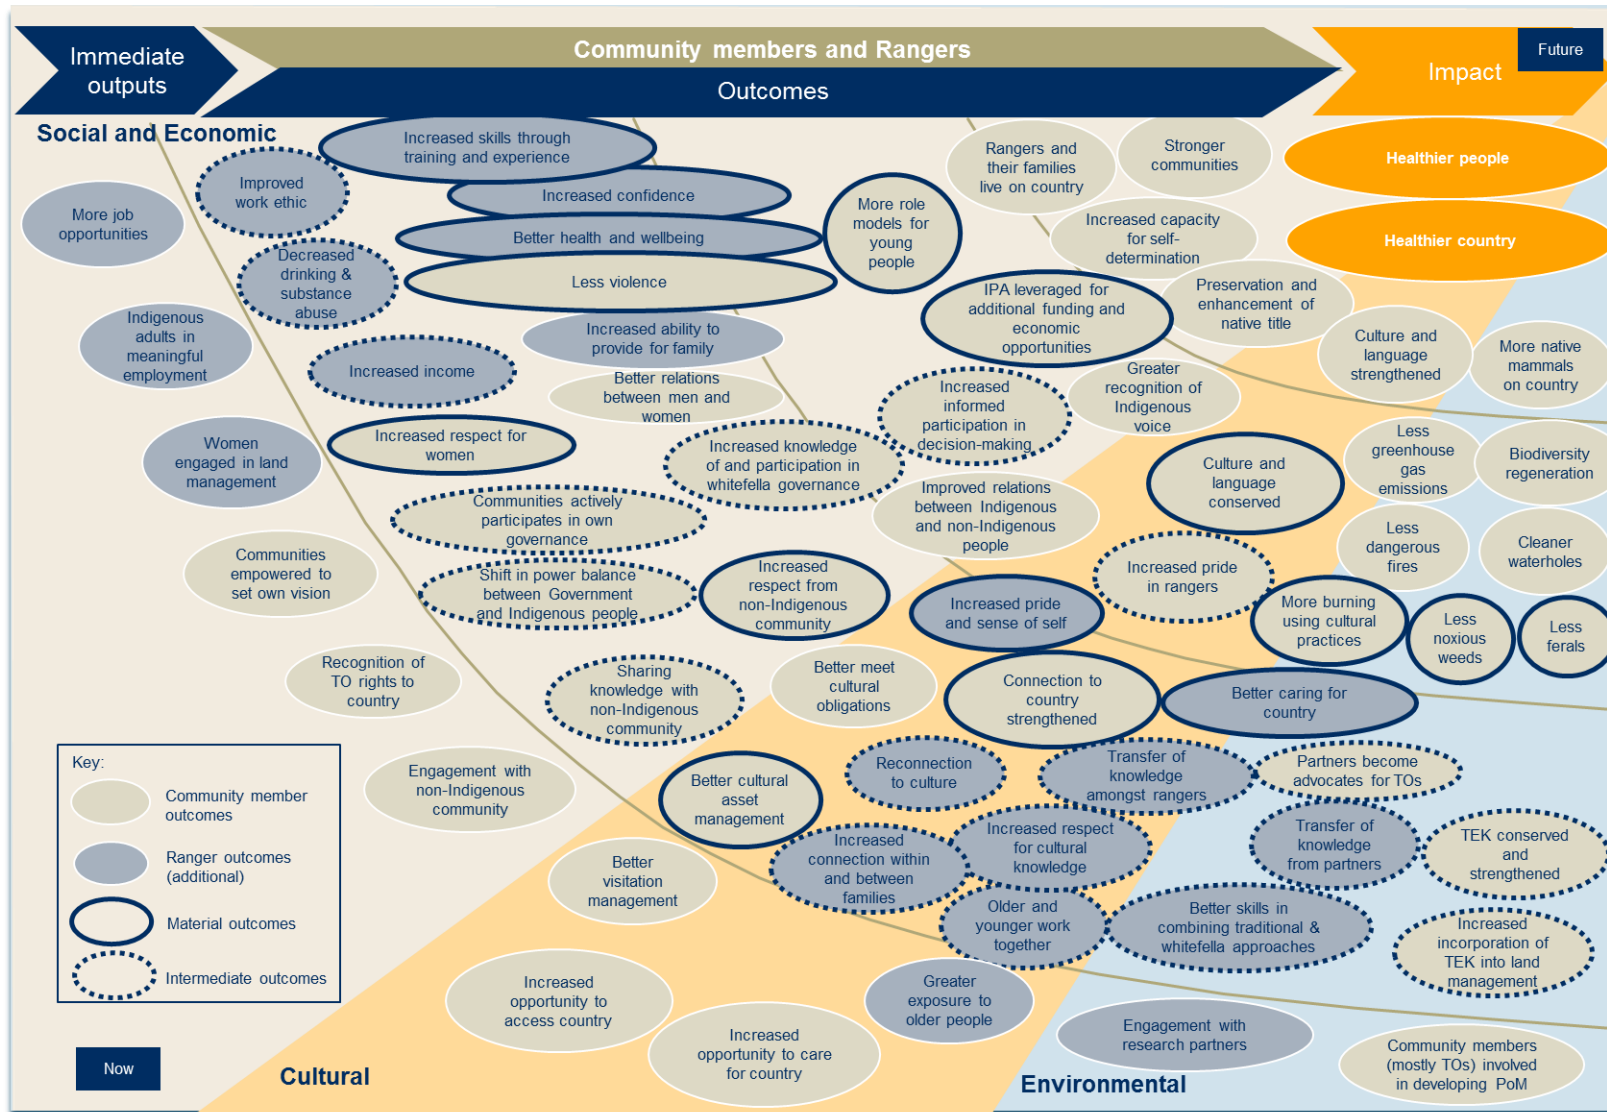 Immediate
outputs
Community members and Rangers
Outcomes
Impact
Future
Social and Economic
Increased skills through
training and experience
Improved
work ethic
Increased confidence
More job
opportunities
Better health and wellbeing
Decreased
drinking &
substance
abuse
Less violence
More role
models for
young
people
Rangers and
their families
live on country
Stronger
communities
Healthier people
Increased capacity
for self-
determination
Healthier country
Indigenous
adults in
meaningful
employment
Increased ability to
provide for family
IPA leveraged for
additional funding and
economic
opportunities
Preservation and
enhancement of
native title
Culture and
language
strengthened
More native
mammals
on country
Increased income
Better relations
between men and
women
Increased
informed
participation in
decision-making
Greater
recognition of
Indigenous
voice
Women
engaged in land
management
Increased respect for
women
Increased knowledge
of and participation in
whitefella governance
Culture and
language
conserved
Less
greenhouse
gas
emissions
Biodiversity
regeneration
Communities actively
participates in own
governance
Improved relations
between Indigenous
and non-Indigenous
people
Less
dangerous
fires
Cleaner
waterholes
Communities
empowered to
set own vision
Shift in power balance
between Government
and Indigenous people
Increased
respect from
non-Indigenous
community
Increased pride
and sense of self
Increased pride
in rangers
More burning
using cultural
practices
Less
noxious
weeds
Less
ferals
Recognition of
TO rights to
country
Sharing
knowledge with
non-Indigenous
community
Better meet
cultural
obligations
Connection to
country
strengthened
Better caring for
country
Engagement with
non-Indigenous
community
Better cultural
asset
management
Reconnection
to culture
Transfer of
knowledge
amongst rangers
Partners become
advocates for TOs
Better
visitation
management
Increased
connection within
and between
families
Increased respect
for cultural
knowledge
Transfer of
knowledge
from partners
TEK conserved
and
strengthened
Older and
younger work
together
Better skills in
combining traditional &
whitefella approaches
Increased
incorporation of
TEK into land
management
Increased
opportunity to
access country
Increased
opportunity to care
for country
Greater
exposure to
older people
Engagement with
research partners
Community members
(mostly TOs) involved
in developing PoM
Key:
Community member
outcomes
Ranger outcomes
(additional)
Material outcomes
Intermediate outcomes
Now
Cultural
Environmental